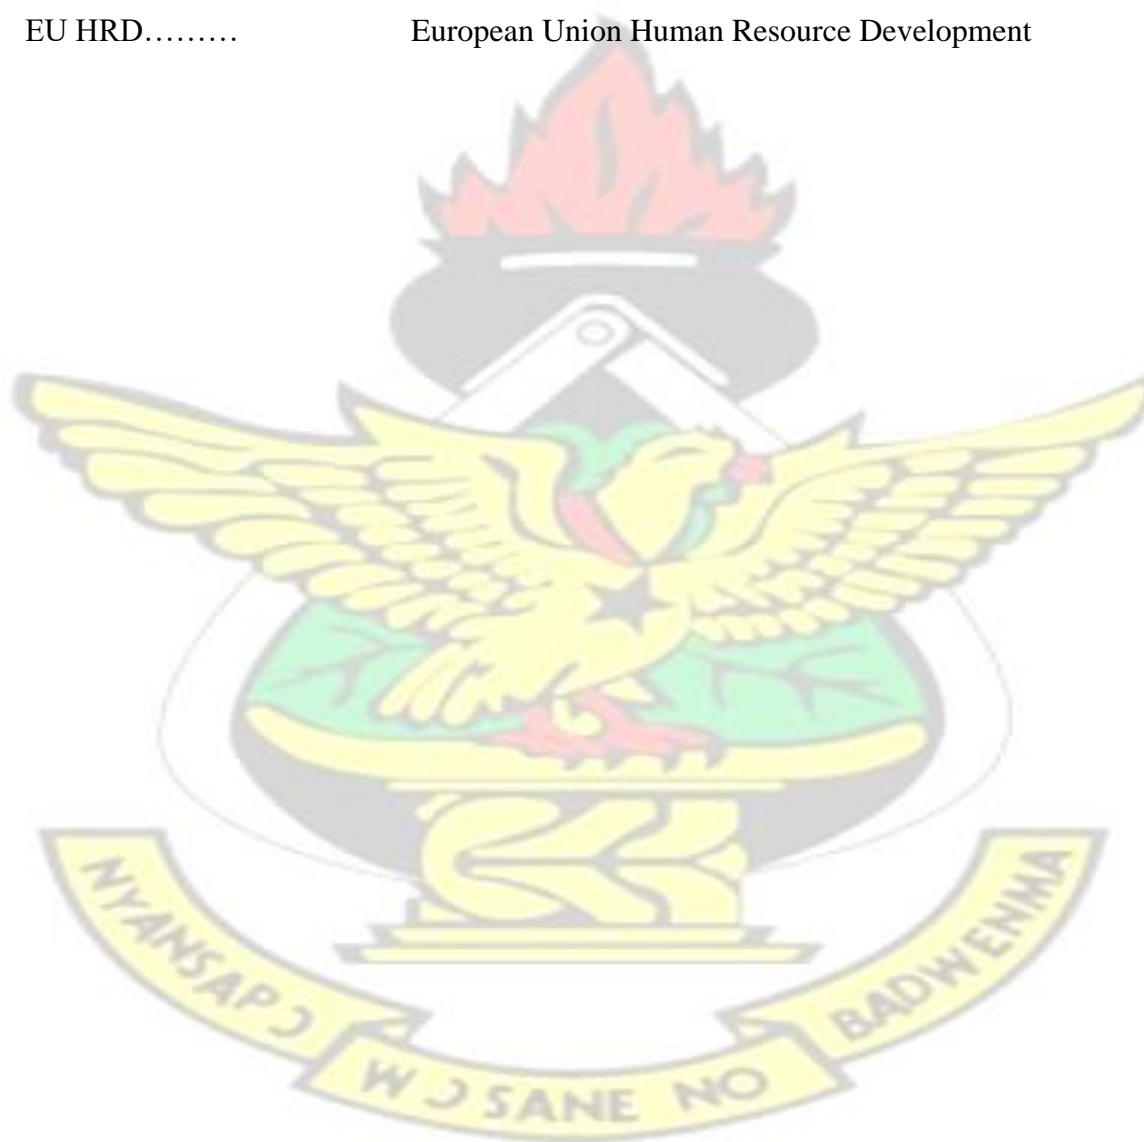 EU HRD......... European Union Human Resource Development
NYANSAPƆ
WƆ SANE NO
BADWENMA